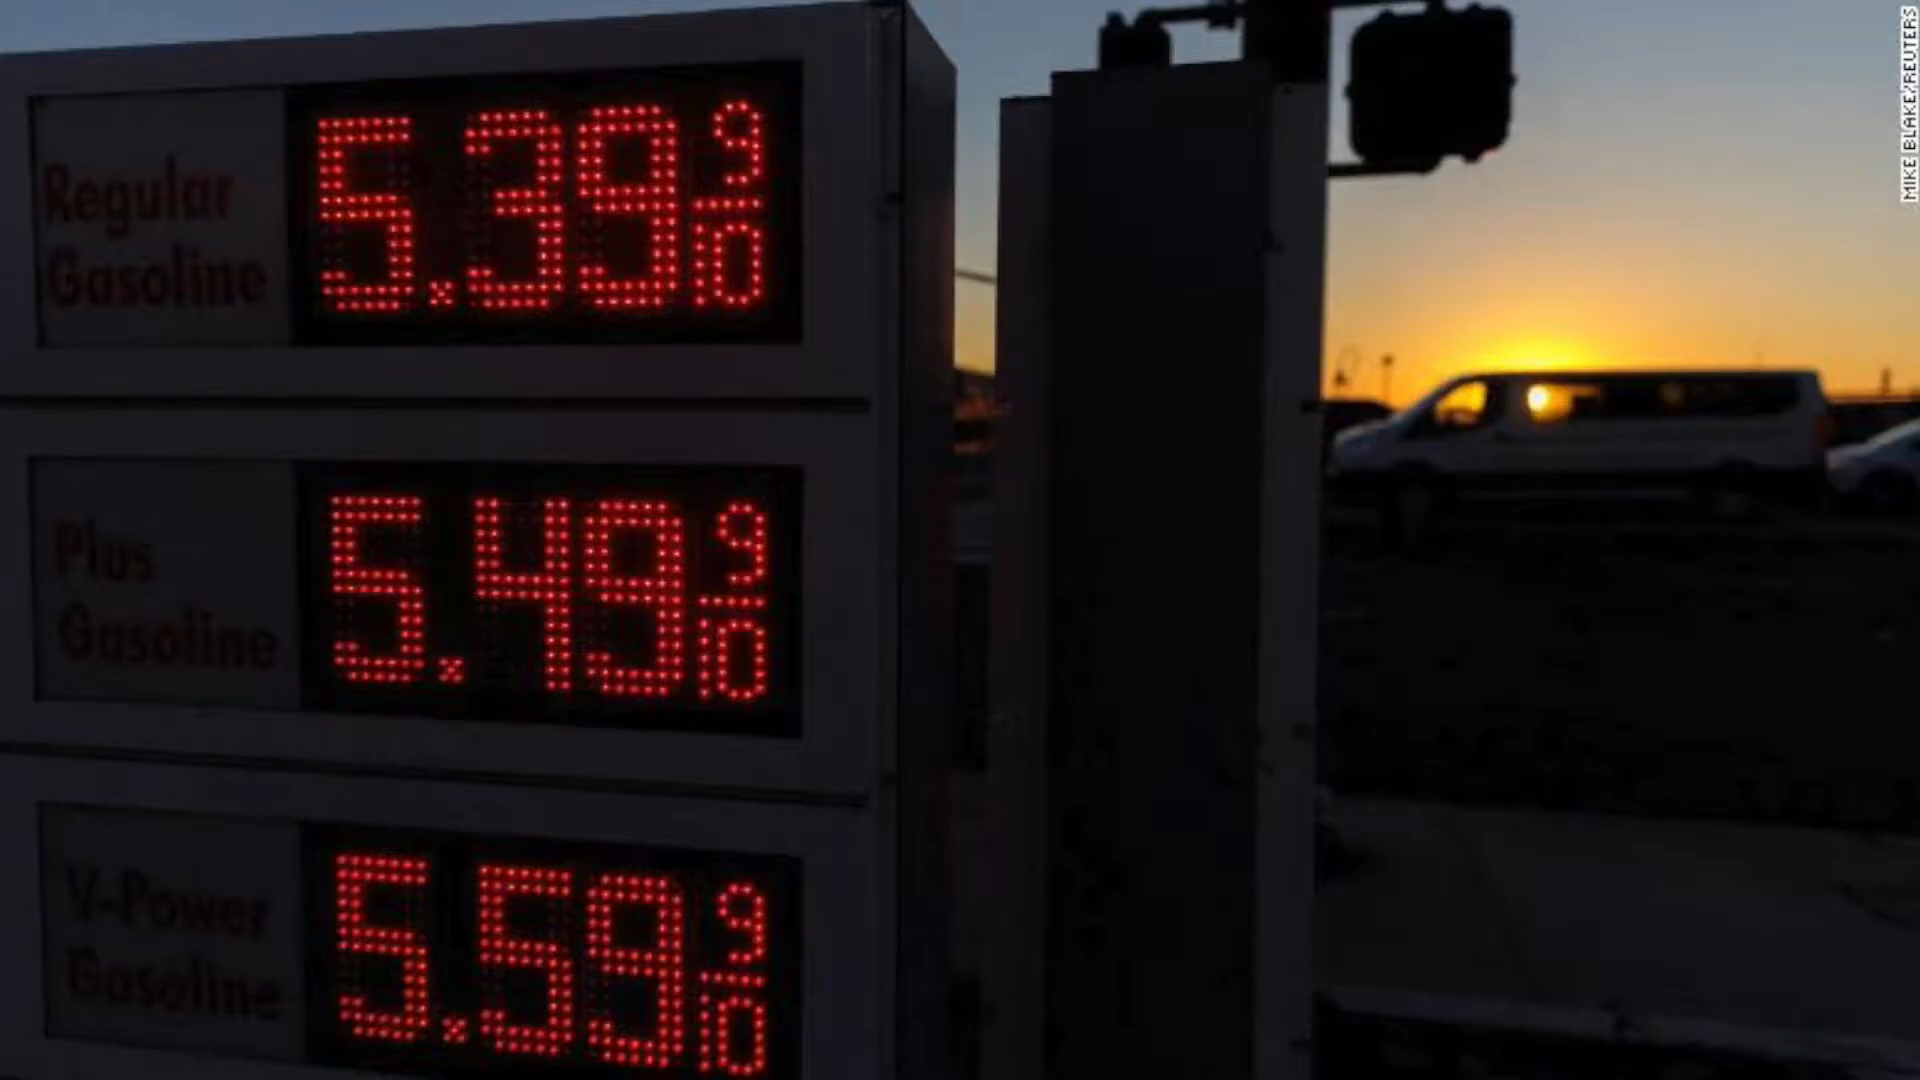 Regular
Gasoline
5.39 9/10
Plus
Gasoline
5.49 9/10
V-Power
Gasoline
5.59 9/10
MIKE BLAKE/REUTERS